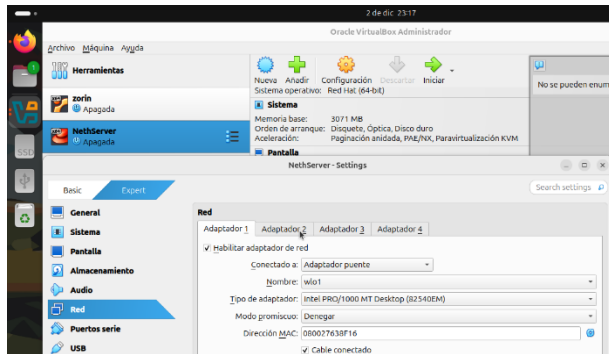 2 de dic 23:17
Oracle VirtualBox Administrador
Archivo Máquina Ayuda
Herramientas
Nueva Añadir Configuración Descartar Iniciar
zorin
Apagada
NethServer
Apagada
Sistema operativo: Red Hat (64-bit)
Sistema
Memoria base: 3071 MB
Orden de arranque: Disquete, Óptica, Disco duro
Aceleración: Paginación anidada, PAE/NX, Paravirtualización KVM
Pantalla
No se pueden enum
NethServer - Settings
Basic Expert
Search settings
General
Sistema
Pantalla
Almacenamiento
Audio
Red
Puertos serie
USB
Red
Adaptador 1 Adaptador 2 Adaptador 3 Adaptador 4
Habilitar adaptador de red
Conectado a: Adaptador puente
Nombre: wlo1
Tipo de adaptador: Intel PRO/1000 MT Desktop (82540EM)
Modo promiscuo: Denegar
Dirección MAC: 080027638F16
Cable conectado
SSD